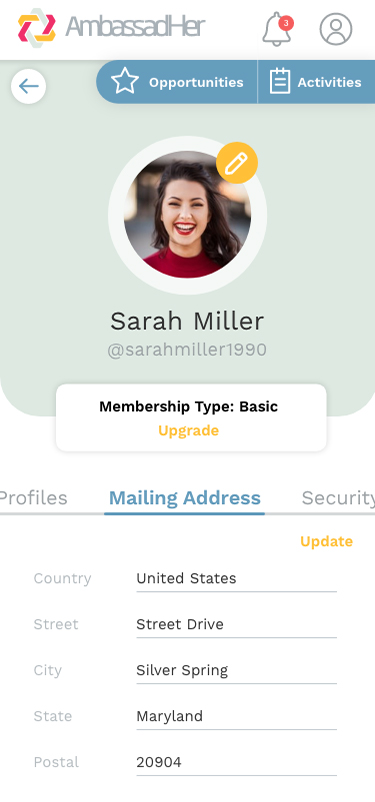 AmbassadHer
3
Opportunities
Activities
Sarah Miller
@sarahmiller1990
Membership Type: Basic
Upgrade
Profiles Mailing Address Security
Update
Country United States
Street Street Drive
City Silver Spring
State Maryland
Postal 20904